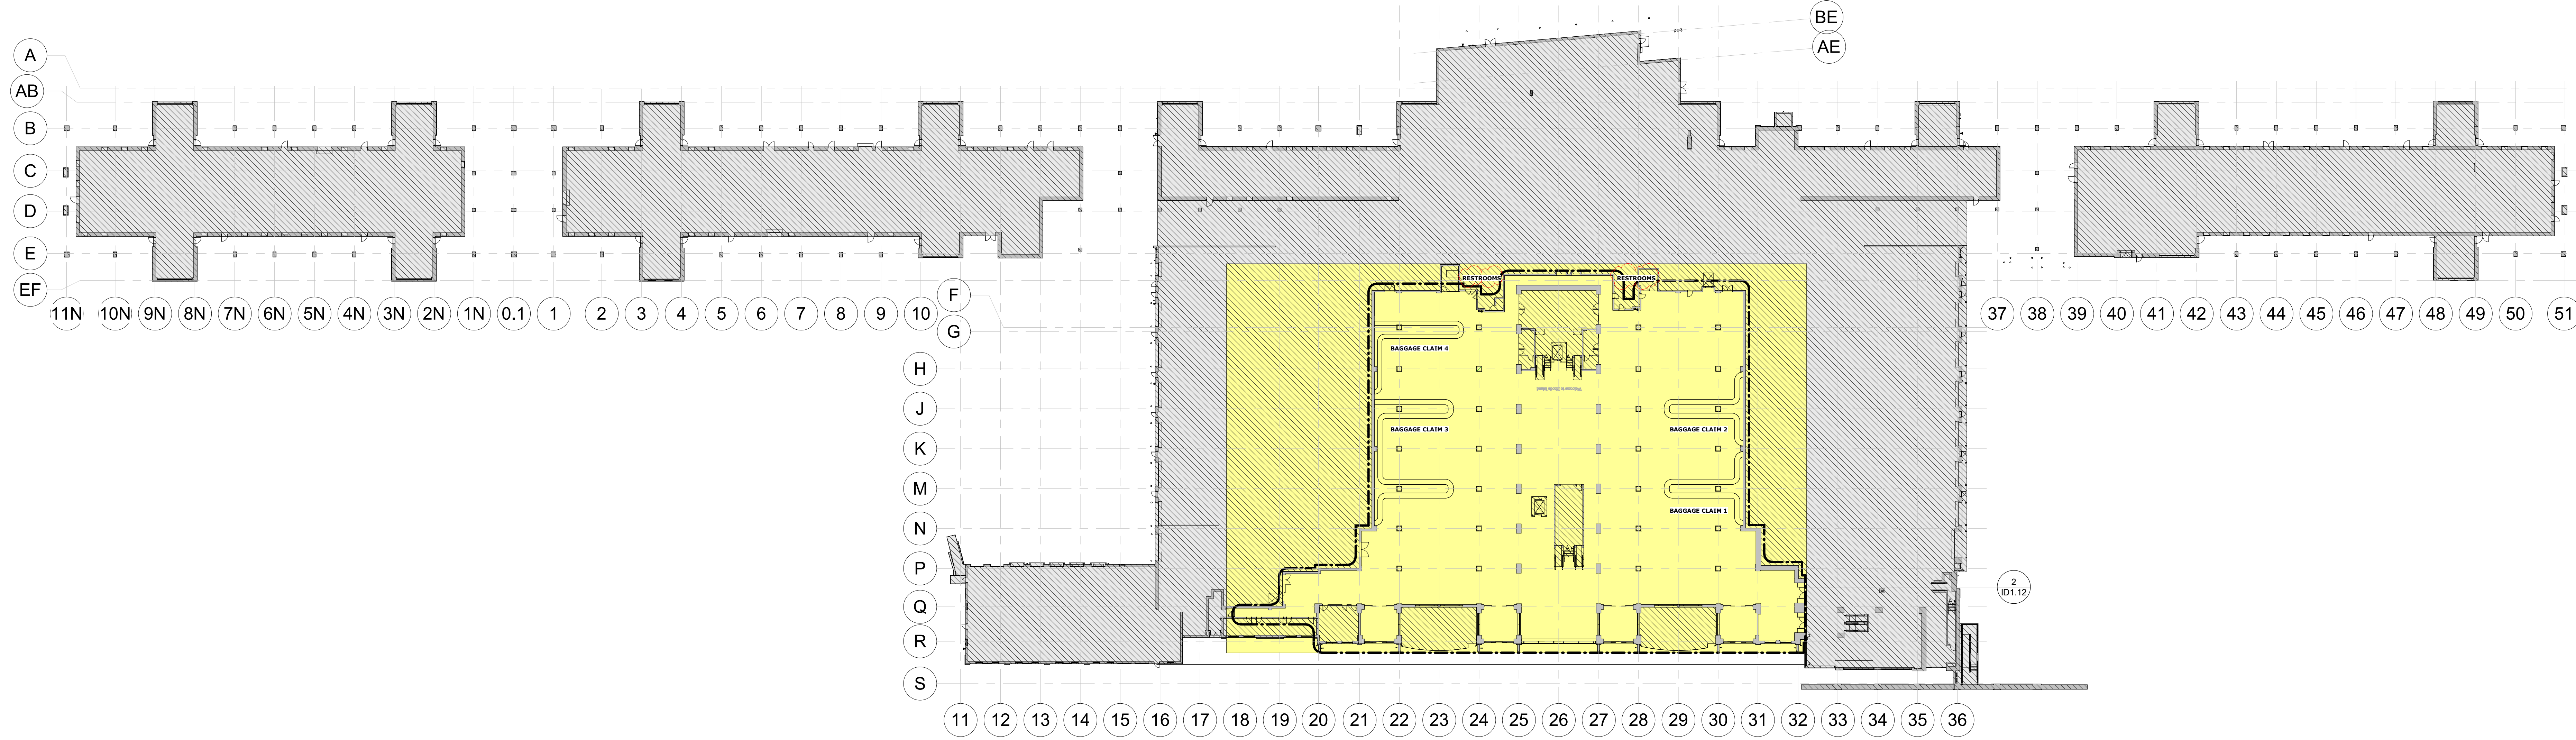 BE
A
AE
AB
B
C
D
E
EF
RESTROOMS
RESTROOMS
F
11N 10N 9N 8N 7N 6N 5N 4N 3N 2N 1N 0.1 1 2 3 4 5 6 7 8 9 10
37 38 39 40 41 42 43 44 45 46 47 48 49 50 51
G
BAGGAGE CLAIM 4
H
Welcome to Rhode Island
J
BAGGAGE CLAIM 3
BAGGAGE CLAIM 2
K
M
BAGGAGE CLAIM 1
N
P
2
ID1.12
Q
R
S
11 12 13 14 15 16 17 18 19 20 21 22 23 24 25 26 27 28 29 30 31 32 33 34 35 36